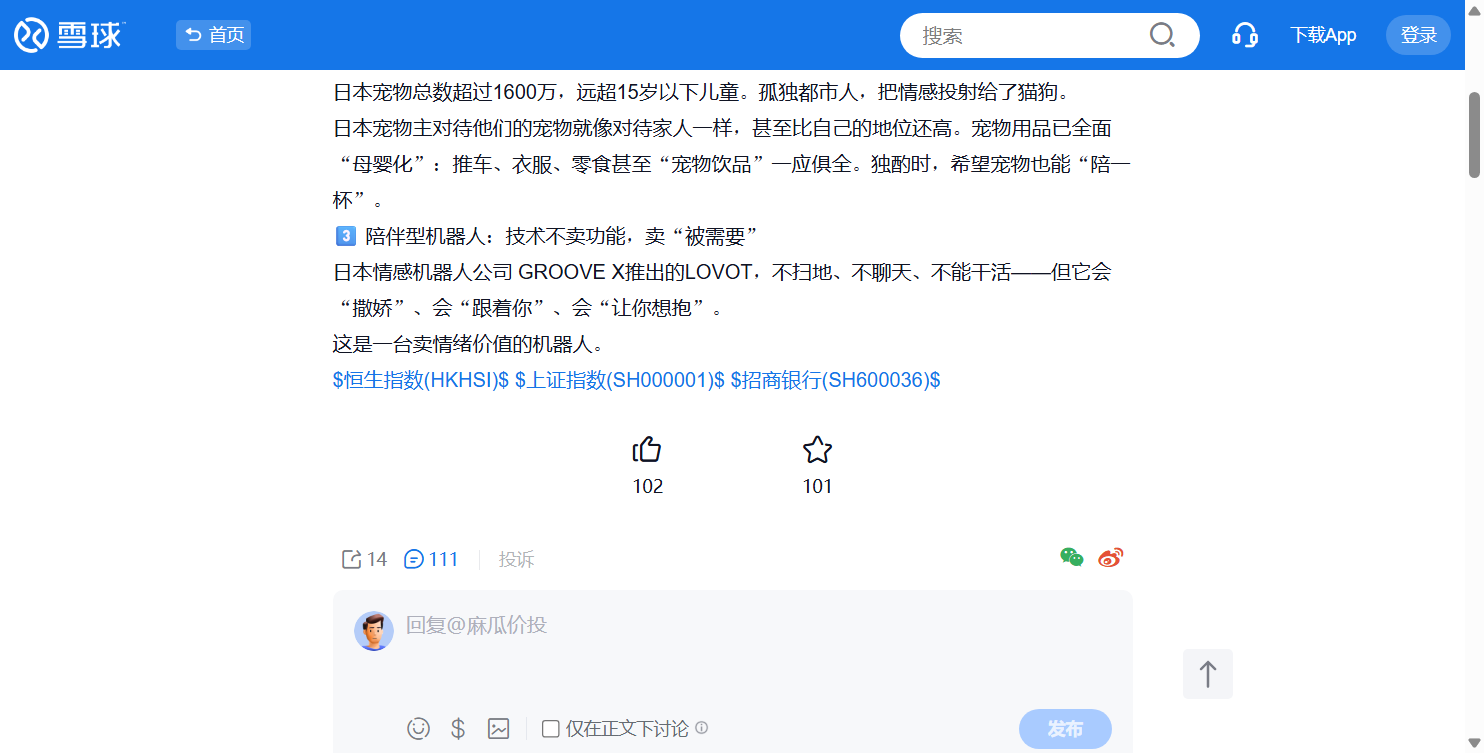 雪球
首页
搜索
下载App
登录
日本宠物总数超过1600万，远超15岁以下儿童。孤独都市人，把情感投射给了猫狗。
日本宠物主对待他们的宠物就像对待家人一样，甚至比自己的地位还高。宠物用品已全面
“母婴化”：推车、衣服、零食甚至“宠物饮品”一应俱全。独酌时，希望宠物也能“陪一
杯”。
3 陪伴型机器人：技术不卖功能，卖“被需要”
日本情感机器人公司 GROOVE X推出的LOVOT，不扫地、不聊天、不能干活——但它会
“撒娇”、会“跟着你”、会“让你想抱”。
这是一台卖情绪价值的机器人。
$恒生指数(HKHSI)$ $上证指数(SH000001)$ $招商银行(SH600036)$
102
101
14
111
投诉
回复@麻瓜价投
仅在正文下讨论
发布